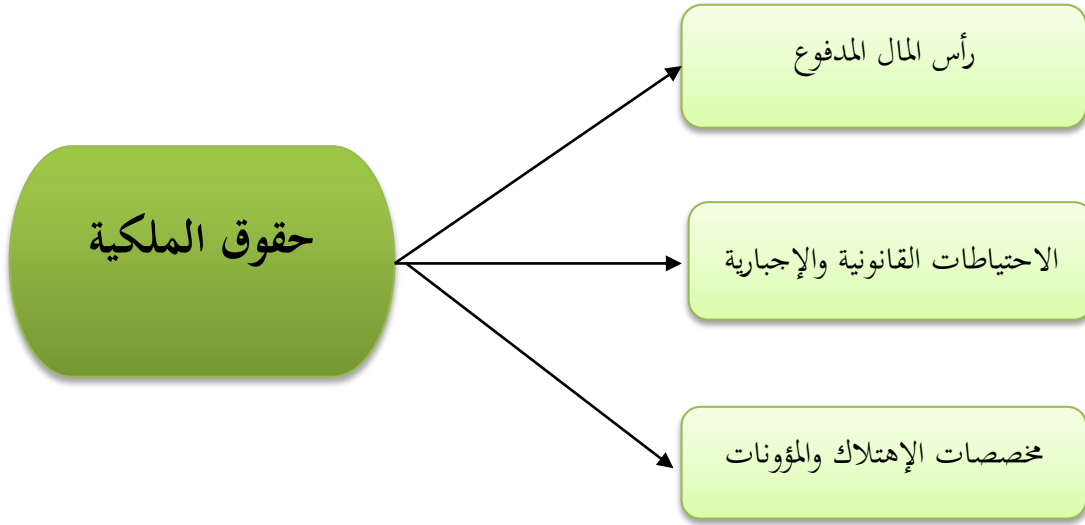 حقوق الملكية
رأس المال المدفوع
الاحتياطات القانونية والإجبارية
مخصصات الإهتلاك والمؤونات